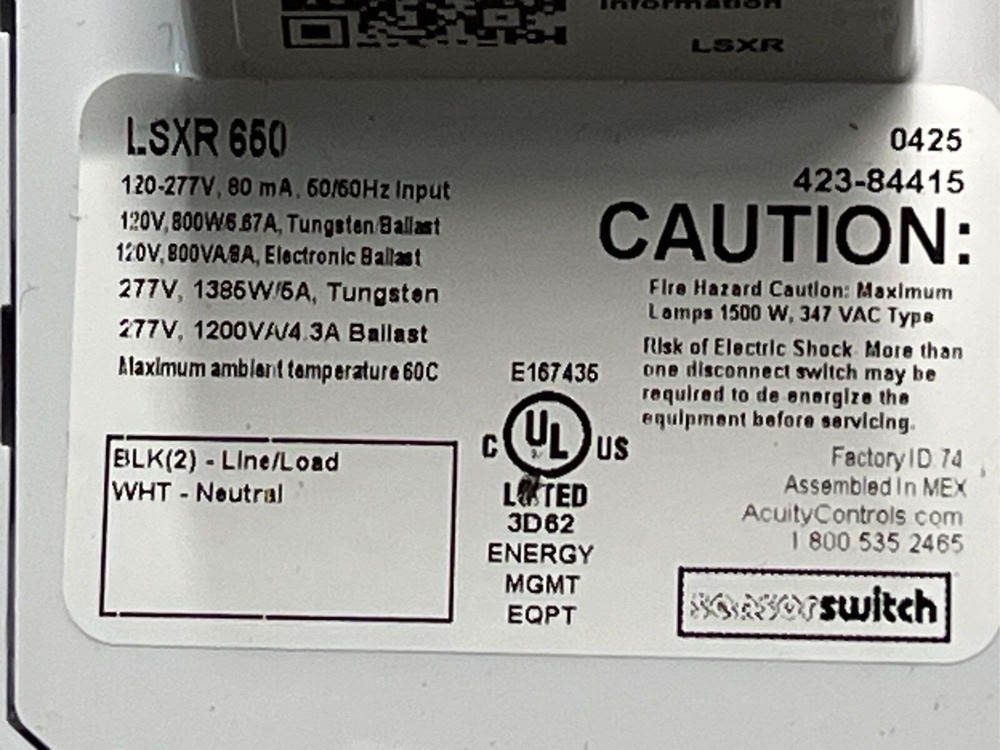 Information
LSXR
LSXR 650
0425
423-84415
120-277V, 80 mA, 50/60Hz Input
120V, 800W/6.67A, Tungsten/Ballast
120V, 800VA/8A, Electronic Ballast
277V, 1385W/5A, Tungsten
277V, 1200VA/4.3A Ballast
Maximum ambient temperature 60C
CAUTION:
Fire Hazard Caution: Maximum
Lamps 1500 W, 347 VAC Type
Risk of Electric Shock- More than
one disconnect switch may be
required to de energize the
equipment before servicing.
E167435
C UL US
LISTED
3D62
ENERGY
MGMT
EQPT
BLK(2) - Line/Load
WHT - Neutral
Factory ID 74
Assembled In MEX
AcuityControls.com
1 800 535 2465
sensorswitch